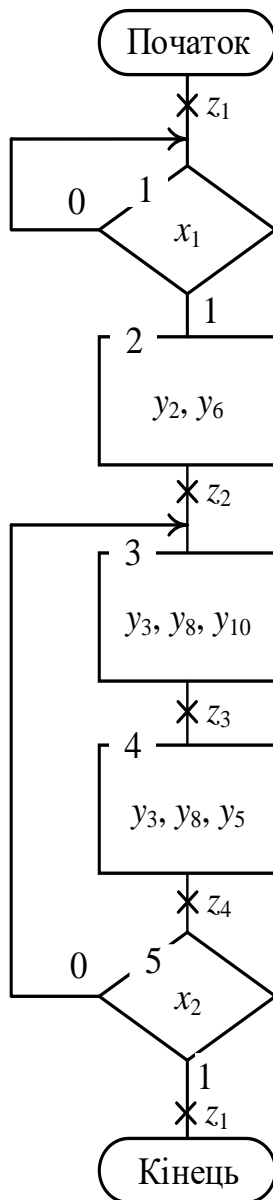 Початок
z₁
1
0
x₁
1
2
y₂, y₆
z₂
3
y₃, y₈, y₁₀
z₃
4
y₃, y₈, y₅
z₄
5
0
x₂
1
z₁
Кінець